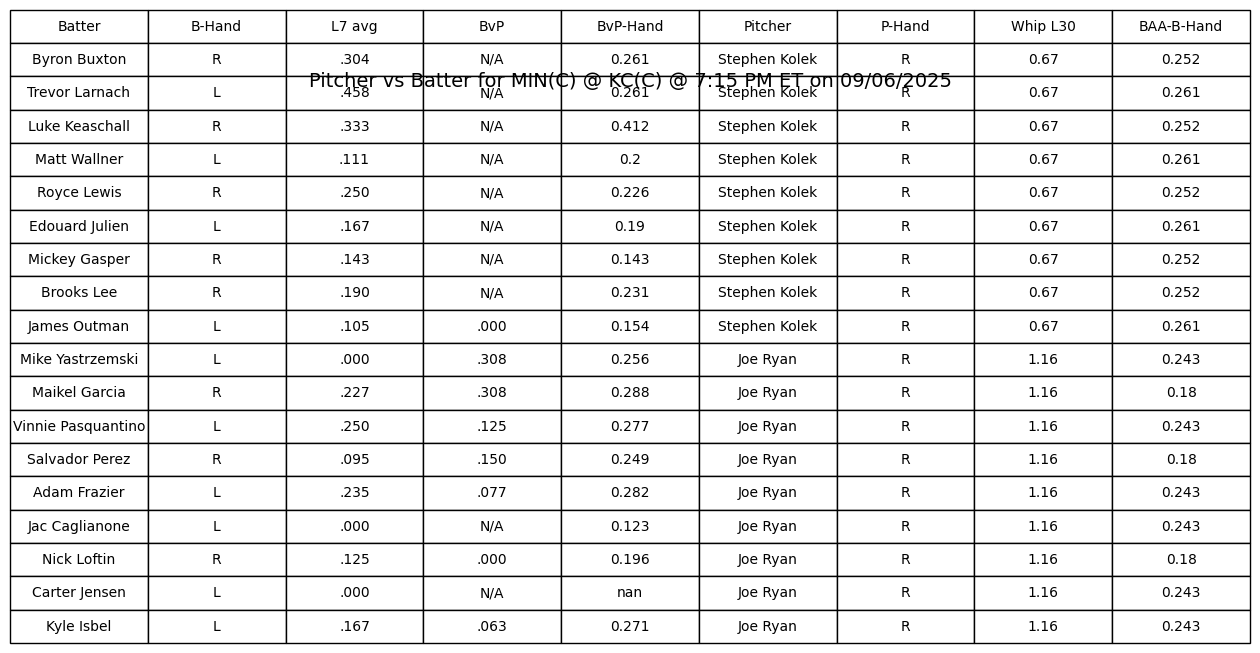 Batter B-Hand L7 avg BvP BvP-Hand Pitcher P-Hand Whip L30 BAA-B-Hand
Byron Buxton R .304 N/A 0.261 Stephen Kolek R 0.67 0.252
Pitcher vs Batter for MIN(C) @ KC(C) @ 7:15 PM ET on 09/06/2025
Trevor Larnach L .458 N/A 0.261 Stephen Kolek R 0.67 0.261
Luke Keaschall R .333 N/A 0.412 Stephen Kolek R 0.67 0.252
Matt Wallner L .111 N/A 0.2 Stephen Kolek R 0.67 0.261
Royce Lewis R .250 N/A 0.226 Stephen Kolek R 0.67 0.252
Edouard Julien L .167 N/A 0.19 Stephen Kolek R 0.67 0.261
Mickey Gasper R .143 N/A 0.143 Stephen Kolek R 0.67 0.252
Brooks Lee R .190 N/A 0.231 Stephen Kolek R 0.67 0.252
James Outman L .105 .000 0.154 Stephen Kolek R 0.67 0.261
Mike Yastrzemski L .000 .308 0.256 Joe Ryan R 1.16 0.243
Maikel Garcia R .227 .308 0.288 Joe Ryan R 1.16 0.18
Vinnie Pasquantino L .250 .125 0.277 Joe Ryan R 1.16 0.243
Salvador Perez R .095 .150 0.249 Joe Ryan R 1.16 0.18
Adam Frazier L .235 .077 0.282 Joe Ryan R 1.16 0.243
Jac Caglianone L .000 N/A 0.123 Joe Ryan R 1.16 0.243
Nick Loftin R .125 .000 0.196 Joe Ryan R 1.16 0.18
Carter Jensen L .000 N/A nan Joe Ryan R 1.16 0.243
Kyle Isbel L .167 .063 0.271 Joe Ryan R 1.16 0.243